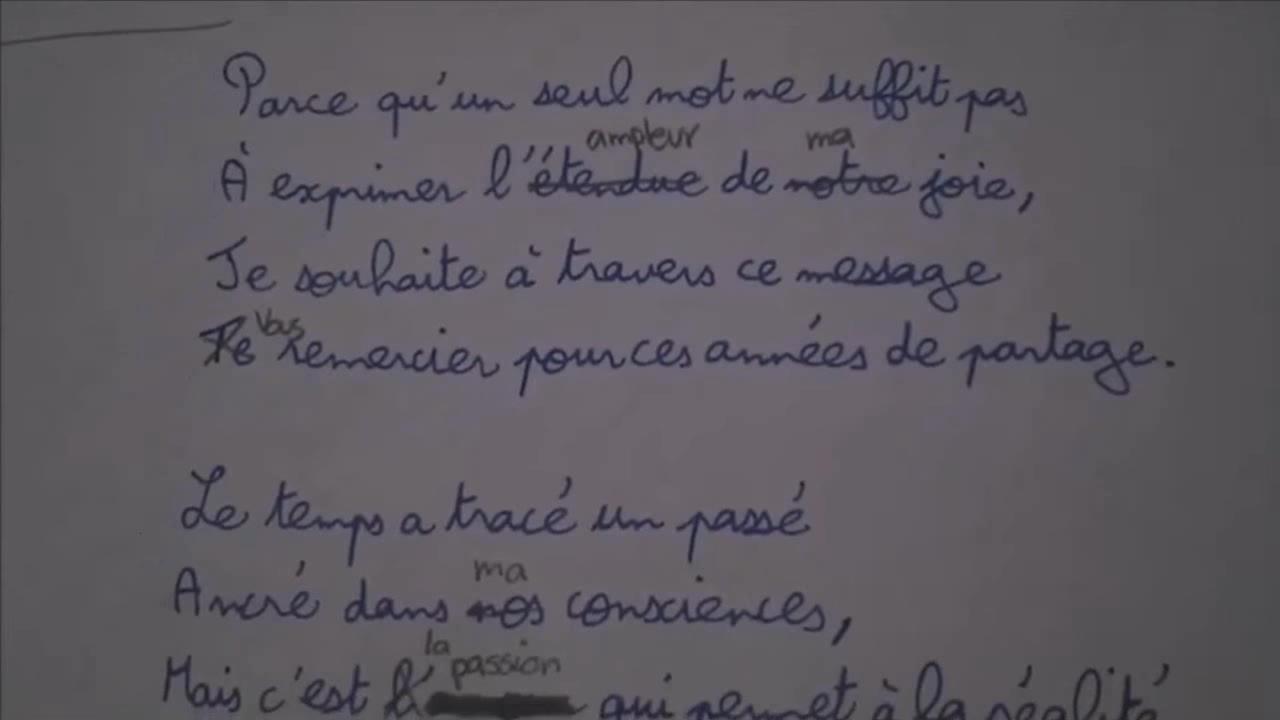 Parce qu'un seul mot ne suffit pas
ampleur ma
À exprimer l'étendue de notre joie,
Je souhaite à travers ce message
Vous
Te remercier pour ces années de partage.
Le temps a tracé un passé
ma
Ancré dans nos consciences,
la passion
Mais c'est l' qui permet à la réalité